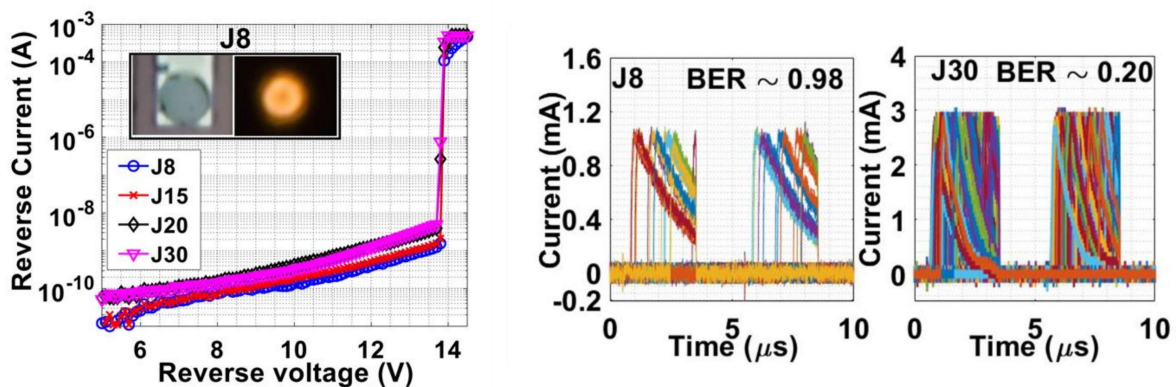 Reverse Current (A)
10^-3
10^-4
10^-6
10^-8
10^-10
J8
J8
J15
J20
J30
6 8 10 12 14
Reverse voltage (V)
Current (mA)
1.6
1.2
0.8
0.4
0
-0.2
J8 BER ~ 0.98
0 5 10
Time (μs)
Current (mA)
4
3
2
1
0
J30 BER ~ 0.20
0 5 10
Time (μs)